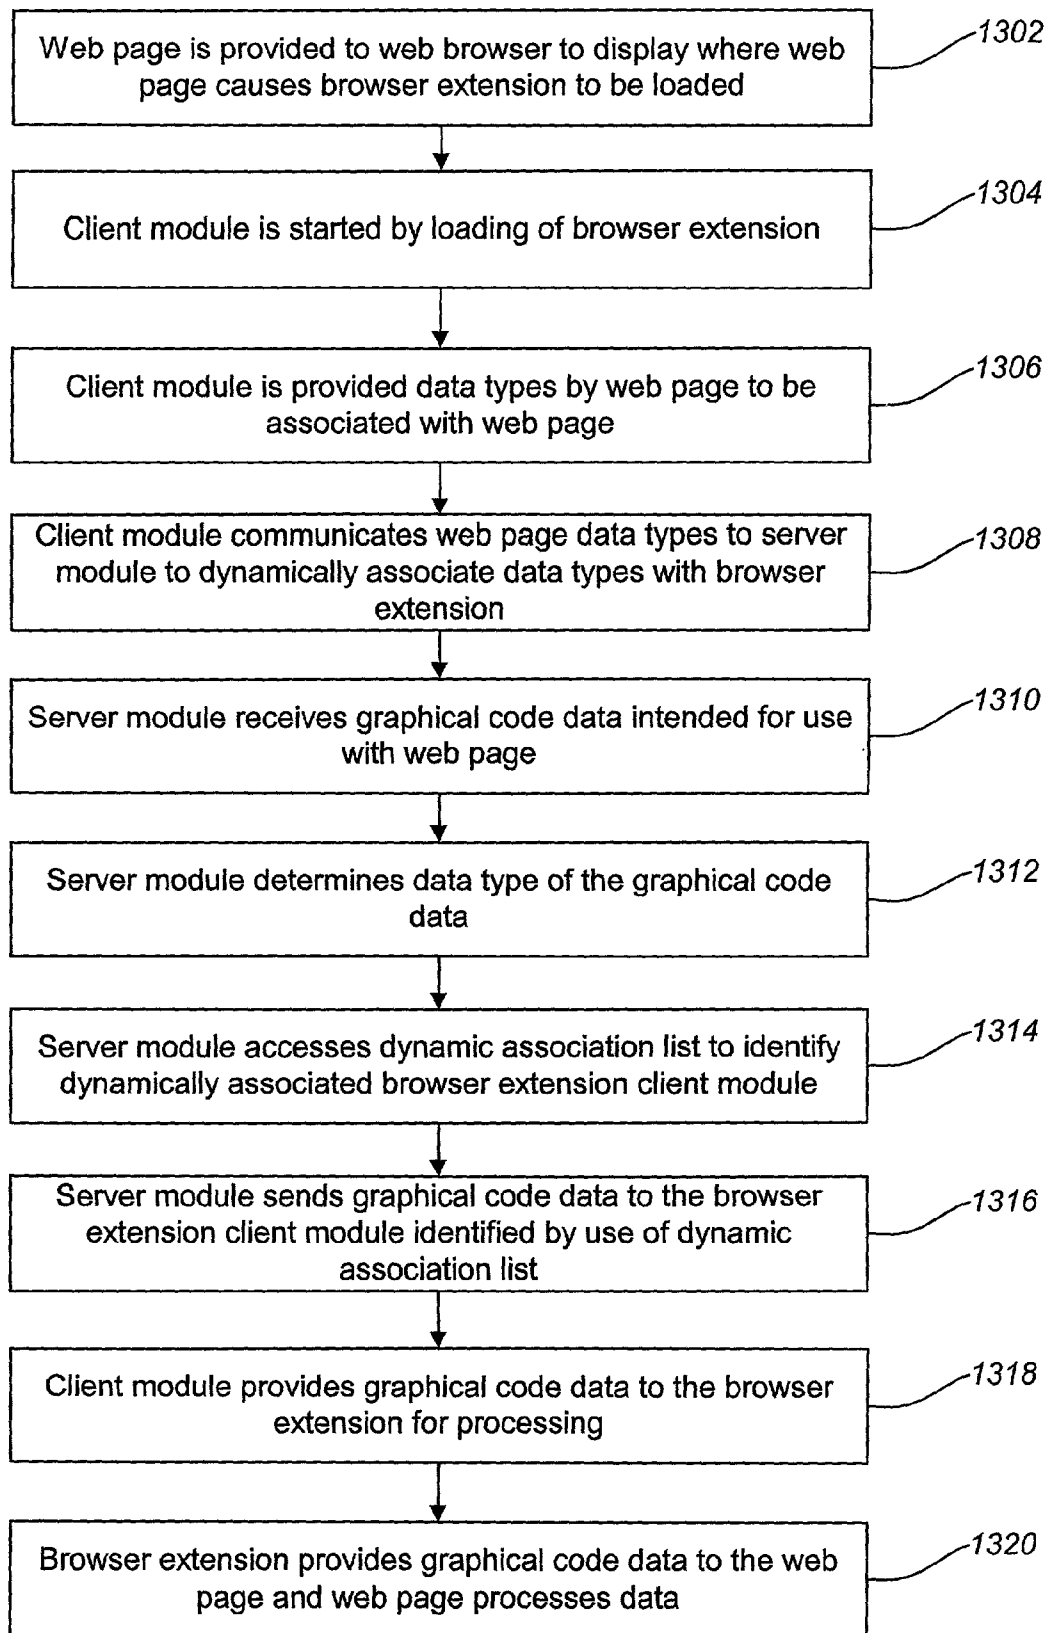 Web page is provided to web browser to display where web
page causes browser extension to be loaded
1302
Client module is started by loading of browser extension
1304
Client module is provided data types by web page to be
associated with web page
1306
Client module communicates web page data types to server
module to dynamically associate data types with browser
extension
1308
Server module receives graphical code data intended for use
with web page
1310
Server module determines data type of the graphical code
data
1312
Server module accesses dynamic association list to identify
dynamically associated browser extension client module
1314
Server module sends graphical code data to the browser
extension client module identified by use of dynamic
association list
1316
Client module provides graphical code data to the browser
extension for processing
1318
Browser extension provides graphical code data to the web
page and web page processes data
1320